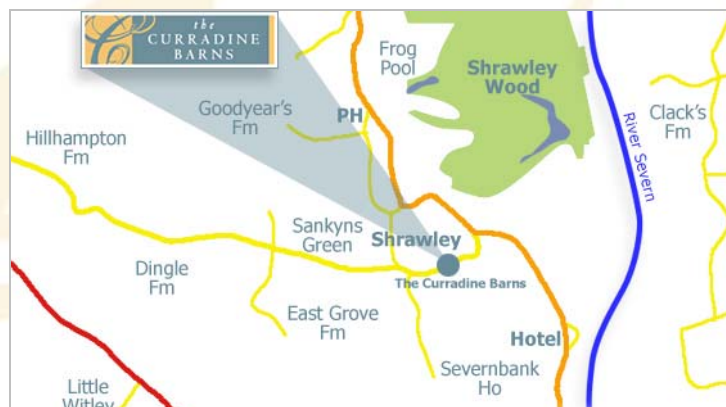 the
CURRADINE
BARNS
Frog
Pool
Shrawley
Wood
Goodyear's
Fm
PH
Clack's
Fm
Hillhampton
Fm
River Severn
Sankyns
Green
Shrawley
Dingle
Fm
The Curradine Barns
East Grove
Fm
Hotel
Severnbank
Ho
Little
Witley